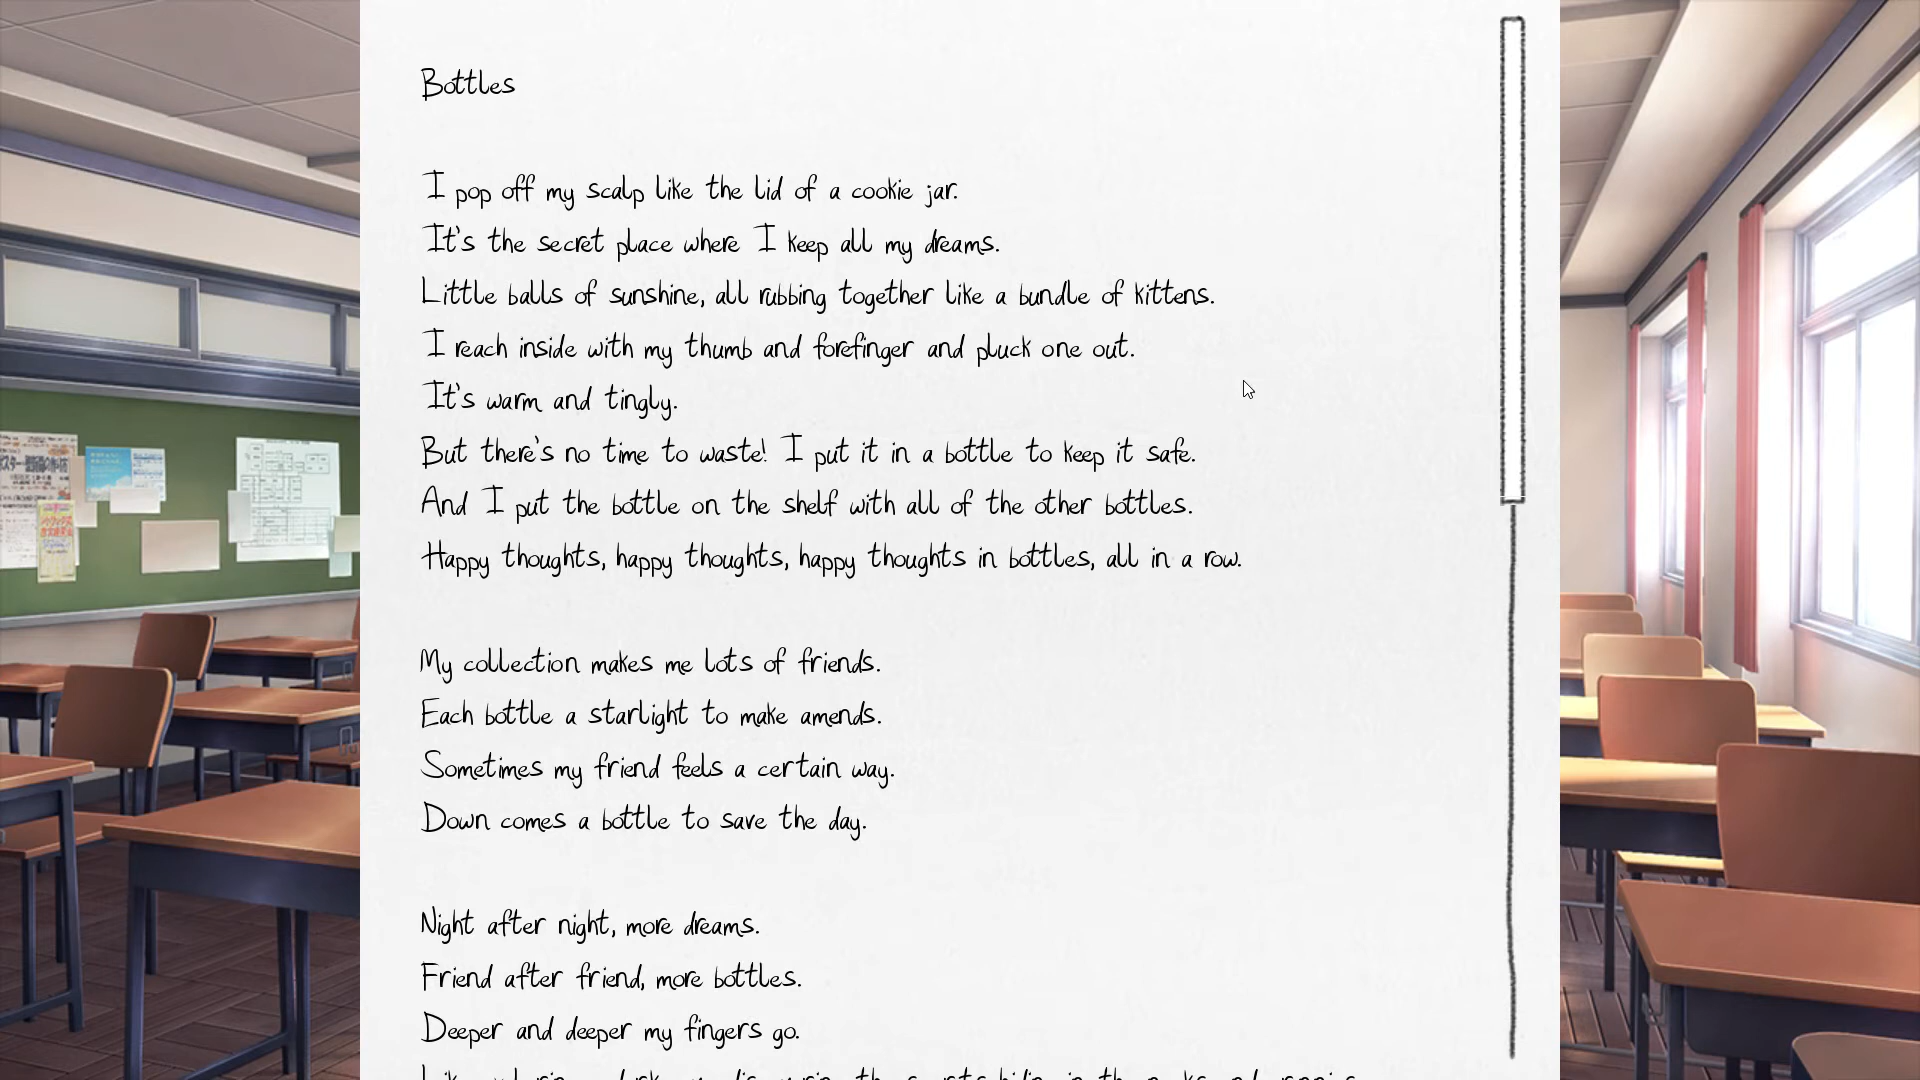 Bottles
I pop off my scalp like the lid of a cookie jar.
It's the secret place where I keep all my dreams.
Little balls of sunshine, all rubbing together like a bundle of kittens.
I reach inside with my thumb and forefinger and pluck one out.
It's warm and tingly.
But there's no time to waste! I put it in a bottle to keep it safe.
And I put the bottle on the shelf with all of the other bottles.
Happy thoughts, happy thoughts, happy thoughts in bottles, all in a row.
My collection makes me lots of friends.
Each bottle a starlight to make amends.
Sometimes my friend feels a certain way.
Down comes a bottle to save the day.
Night after night, more dreams.
Friend after friend, more bottles.
Deeper and deeper my fingers go.